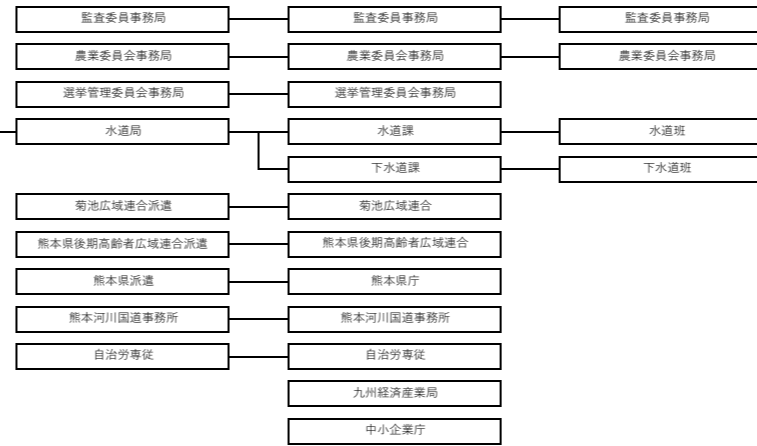 監査委員事務局 監査委員事務局 監査委員事務局
農業委員会事務局 農業委員会事務局 農業委員会事務局
選挙管理委員会事務局 選挙管理委員会事務局
水道局 水道課 水道班
下水道課 下水道班
菊池広域連合派遣 菊池広域連合
熊本県後期高齢者広域連合派遣 熊本県後期高齢者広域連合
熊本県派遣 熊本県庁
熊本河川国道事務所 熊本河川国道事務所
自治労専従 自治労専従
九州経済産業局
中小企業庁